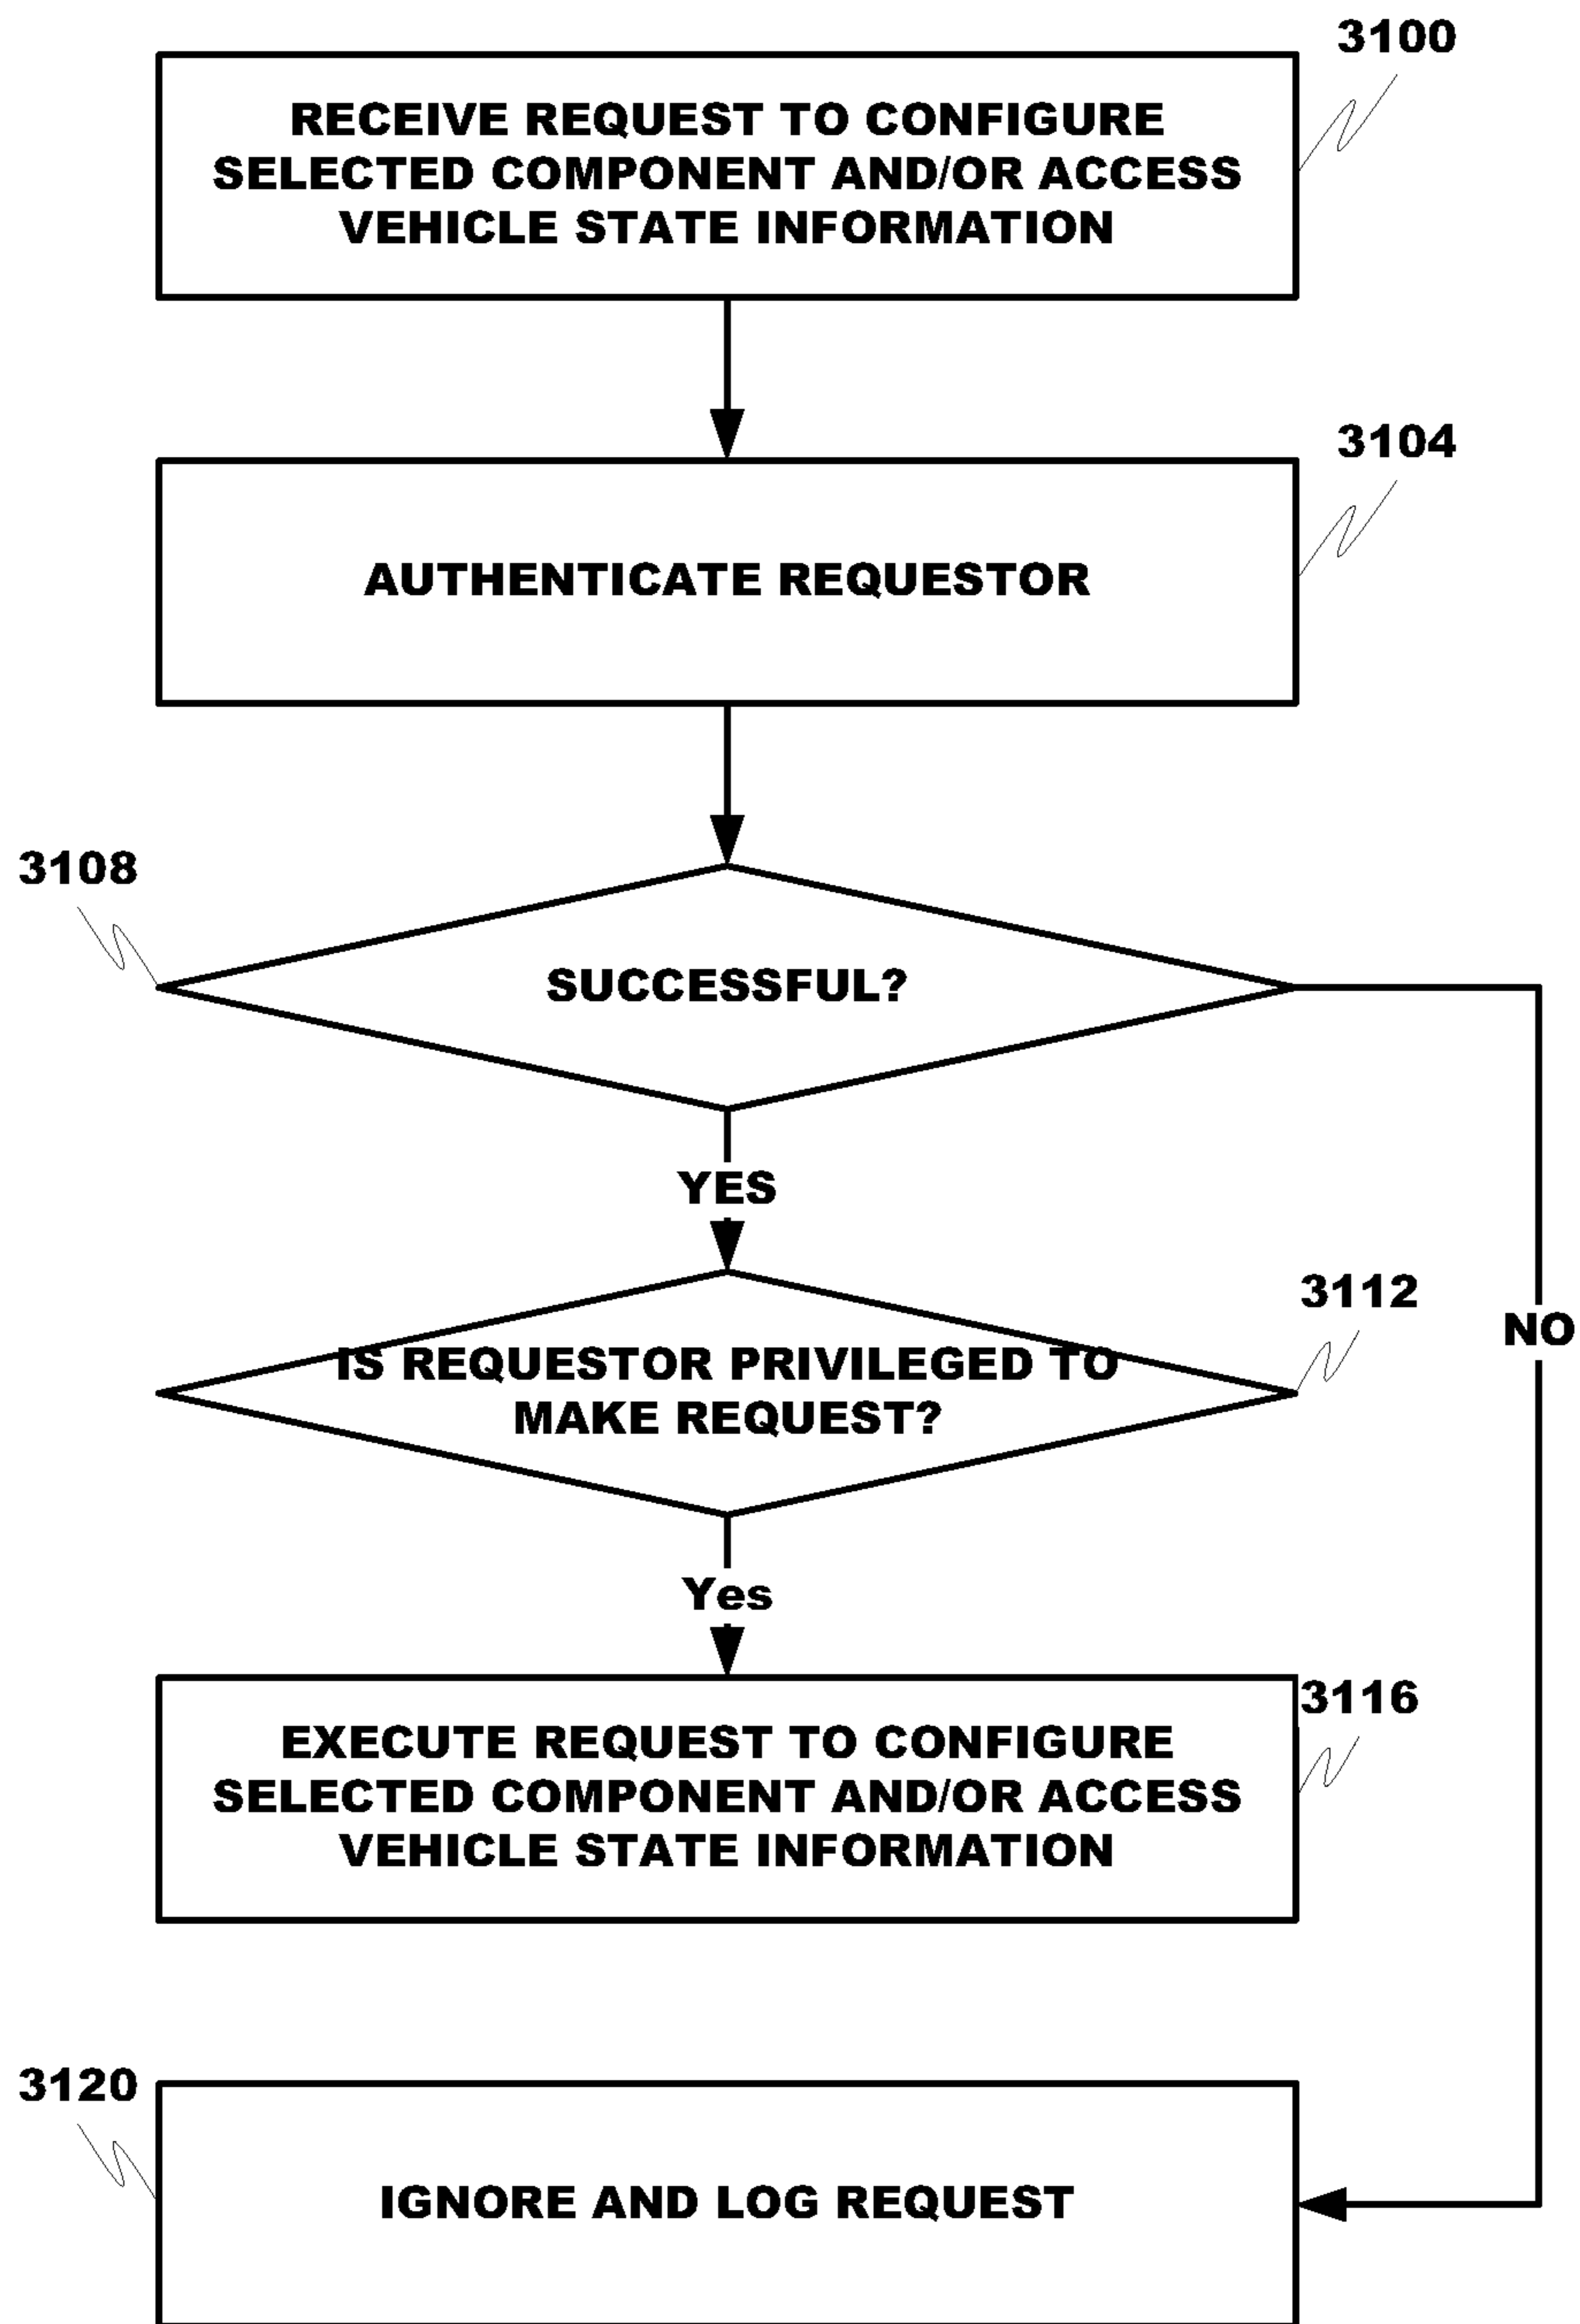 3100
RECEIVE REQUEST TO CONFIGURE
SELECTED COMPONENT AND/OR ACCESS
VEHICLE STATE INFORMATION
3104
AUTHENTICATE REQUESTOR
3108
SUCCESSFUL?
YES
3112
NO
IS REQUESTOR PRIVILEGED TO
MAKE REQUEST?
Yes
3116
EXECUTE REQUEST TO CONFIGURE
SELECTED COMPONENT AND/OR ACCESS
VEHICLE STATE INFORMATION
3120
IGNORE AND LOG REQUEST